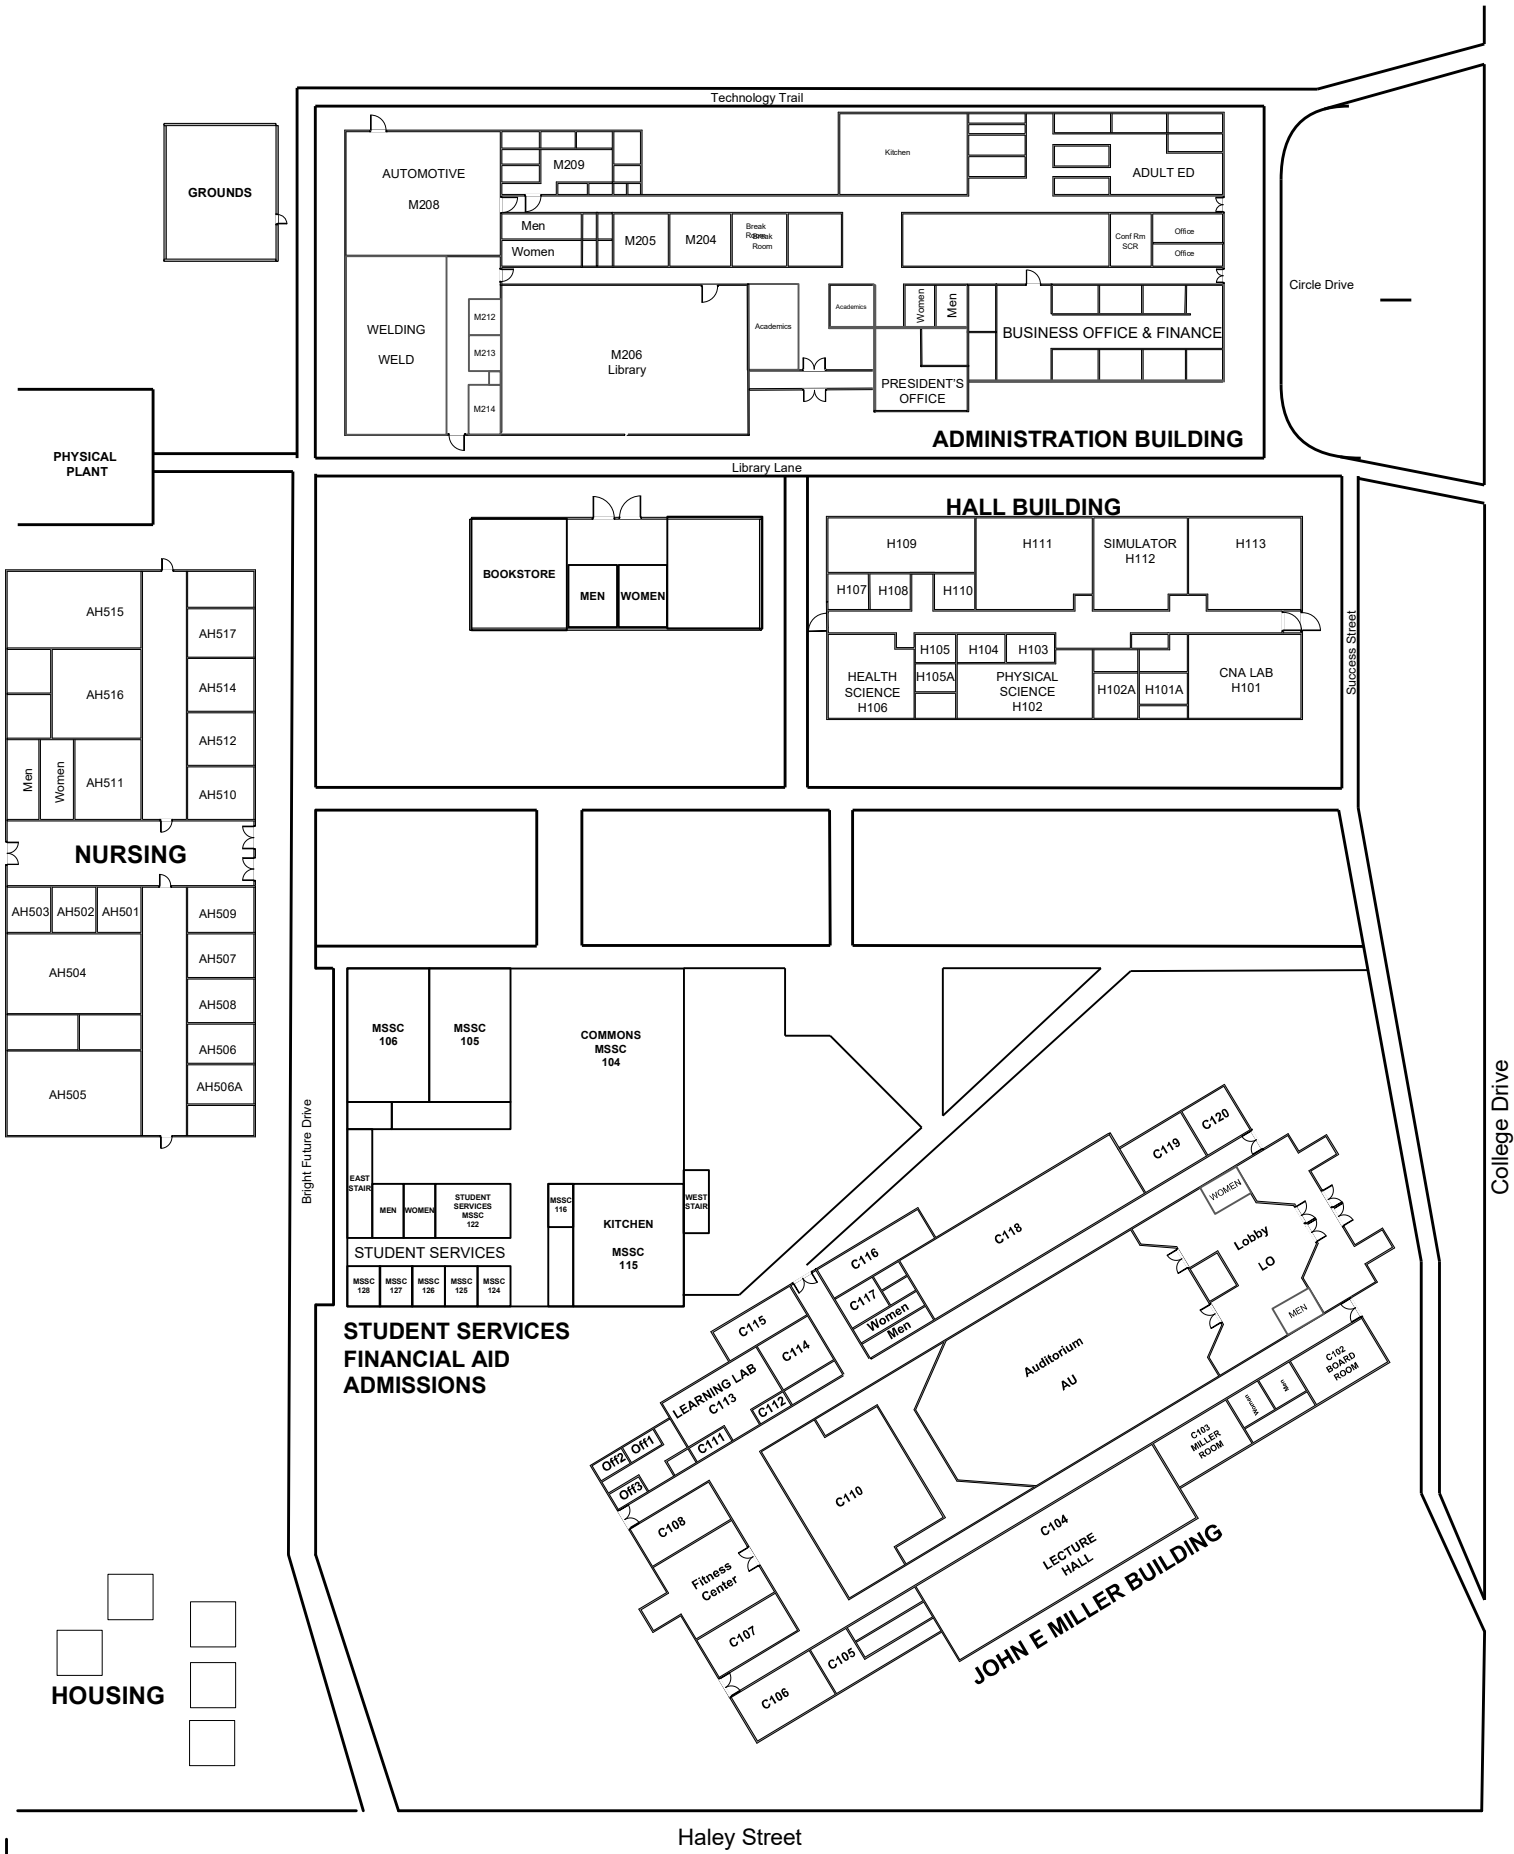 Technology Trail
GROUNDS
AUTOMOTIVE
M208
M209
Kitchen
ADULT ED
Men
Women
M205
M204
Break
Room
Break
Room
Conf Rm
SCR
Office
Office
Circle Drive
WELDING
WELD
M212
M213
M214
M206
Library
Academics
Academics
Women
Men
BUSINESS OFFICE & FINANCE
PRESIDENT'S
OFFICE
ADMINISTRATION BUILDING
PHYSICAL
PLANT
Library Lane
HALL BUILDING
BOOKSTORE
MEN
WOMEN
H109
H111
SIMULATOR
H112
H113
H107
H108
H110
H105
H104
H103
H105A
HEALTH
SCIENCE
H106
PHYSICAL
SCIENCE
H102
H102A
H101A
CNA LAB
H101
Success Street
AH515
AH517
AH516
AH514
AH512
Men
Women
AH511
AH510
NURSING
AH503
AH502
AH501
AH509
AH504
AH507
AH508
AH506
AH505
AH506A
Bright Future Drive
MSSC
106
MSSC
105
COMMONS
MSSC
104
EAST
STAIR
MEN
WOMEN
STUDENT
SERVICES
MSSC
122
MSSC
116
KITCHEN
MSSC
115
WEST
STAIR
STUDENT SERVICES
MSSC
128
MSSC
127
MSSC
126
MSSC
125
MSSC
124
STUDENT SERVICES
FINANCIAL AID
ADMISSIONS
College Drive
C120
C119
C118
C116
C117
Women
Men
WOMEN
Lobby
LO
MEN
C115
C114
LEARNING LAB
C113
C112
C111
Off1
Off2
Off3
Auditorium
AU
C102
BOARD
ROOM
Women
Men
C103
MILLER
ROOM
C110
C108
Fitness
Center
C107
C104
LECTURE
HALL
C105
C106
JOHN E MILLER BUILDING
HOUSING
Haley Street